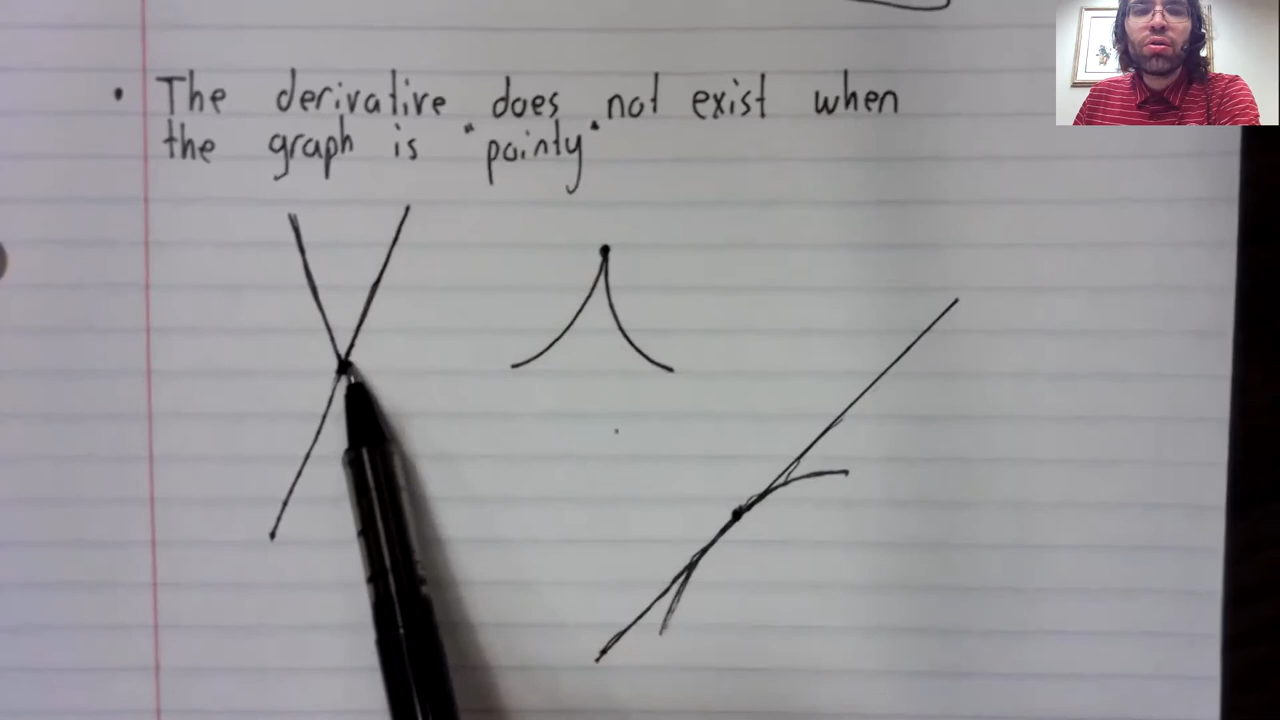 • The derivative does not exist when
the graph is "pointy"